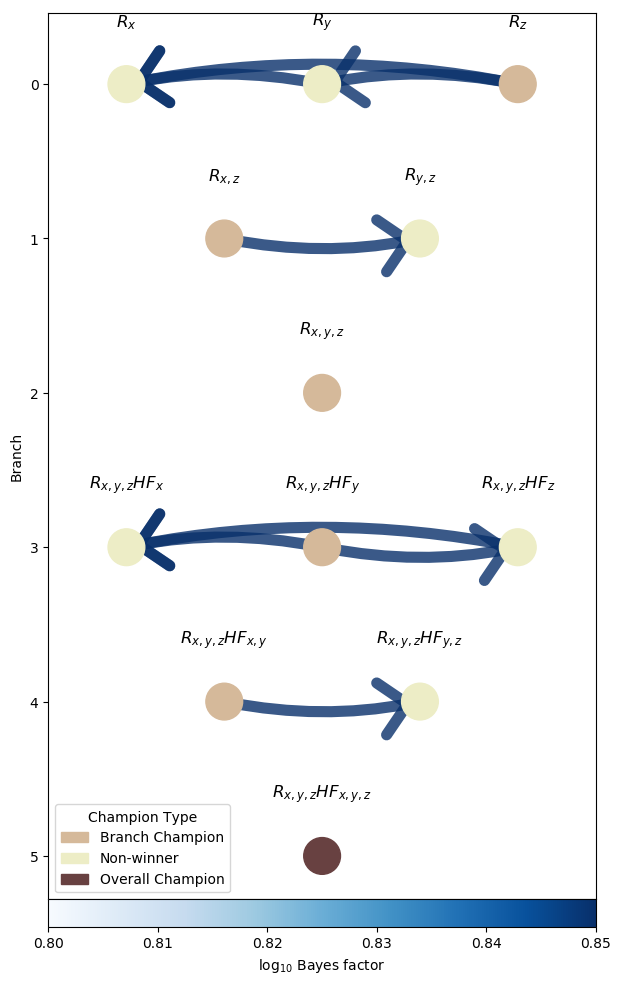 R_x R_y R_z
0
R_{x,z} R_{y,z}
1
R_{x,y,z}
2
Branch
R_{x,y,z}HF_x R_{x,y,z}HF_y R_{x,y,z}HF_z
3
R_{x,y,z}HF_{x,y} R_{x,y,z}HF_{y,z}
4
R_{x,y,z}HF_{x,y,z}
Champion Type
Branch Champion
Non-winner
Overall Champion
5
0.80 0.81 0.82 0.83 0.84 0.85
log_{10} Bayes factor